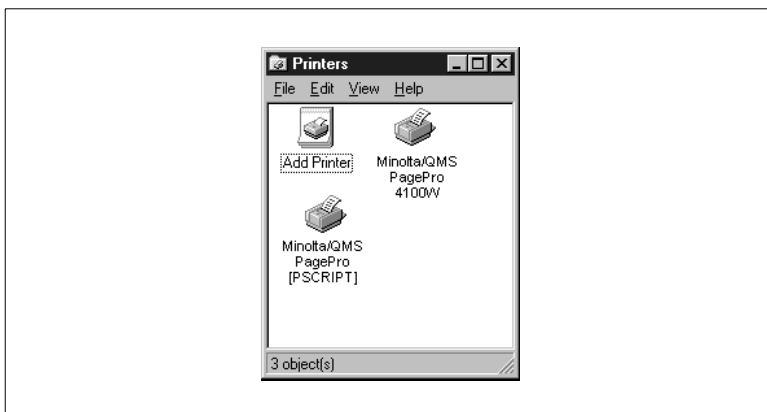 Printers
File Edit View Help
Add Printer
Minolta/QMS
PagePro
4100W
Minolta/QMS
PagePro
[PSCRIPT]
3 object(s)